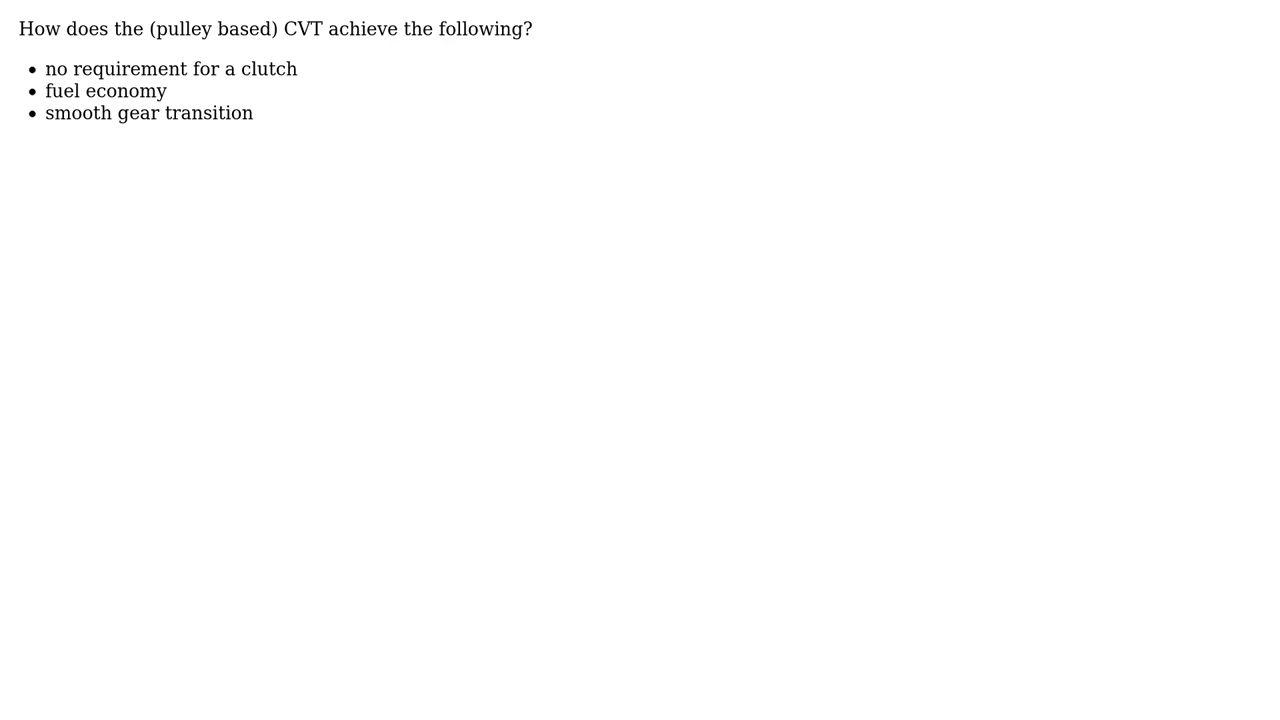 How does the (pulley based) CVT achieve the following?
• no requirement for a clutch
• fuel economy
• smooth gear transition